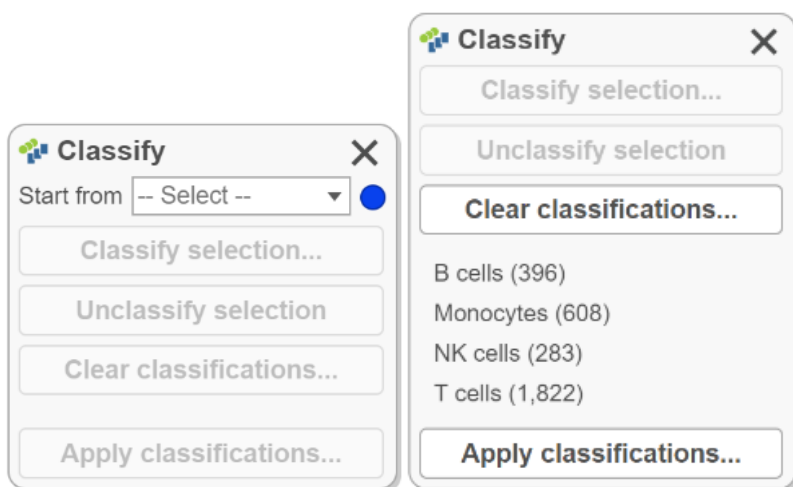 Classify
Start from -- Select --
Classify selection...
Unclassify selection
Clear classifications...
Apply classifications...
Classify
Classify selection...
Unclassify selection
Clear classifications...
B cells (396)
Monocytes (608)
NK cells (283)
T cells (1,822)
Apply classifications...